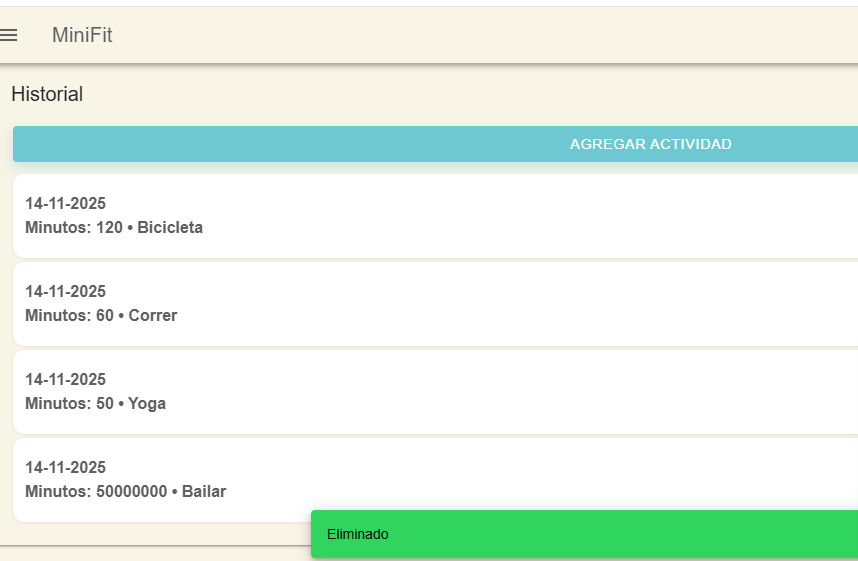 MiniFit
Historial
AGREGAR ACTIVIDAD
14-11-2025
Minutos: 120 • Bicicleta
14-11-2025
Minutos: 60 • Correr
14-11-2025
Minutos: 50 • Yoga
14-11-2025
Minutos: 50000000 • Bailar
Eliminado